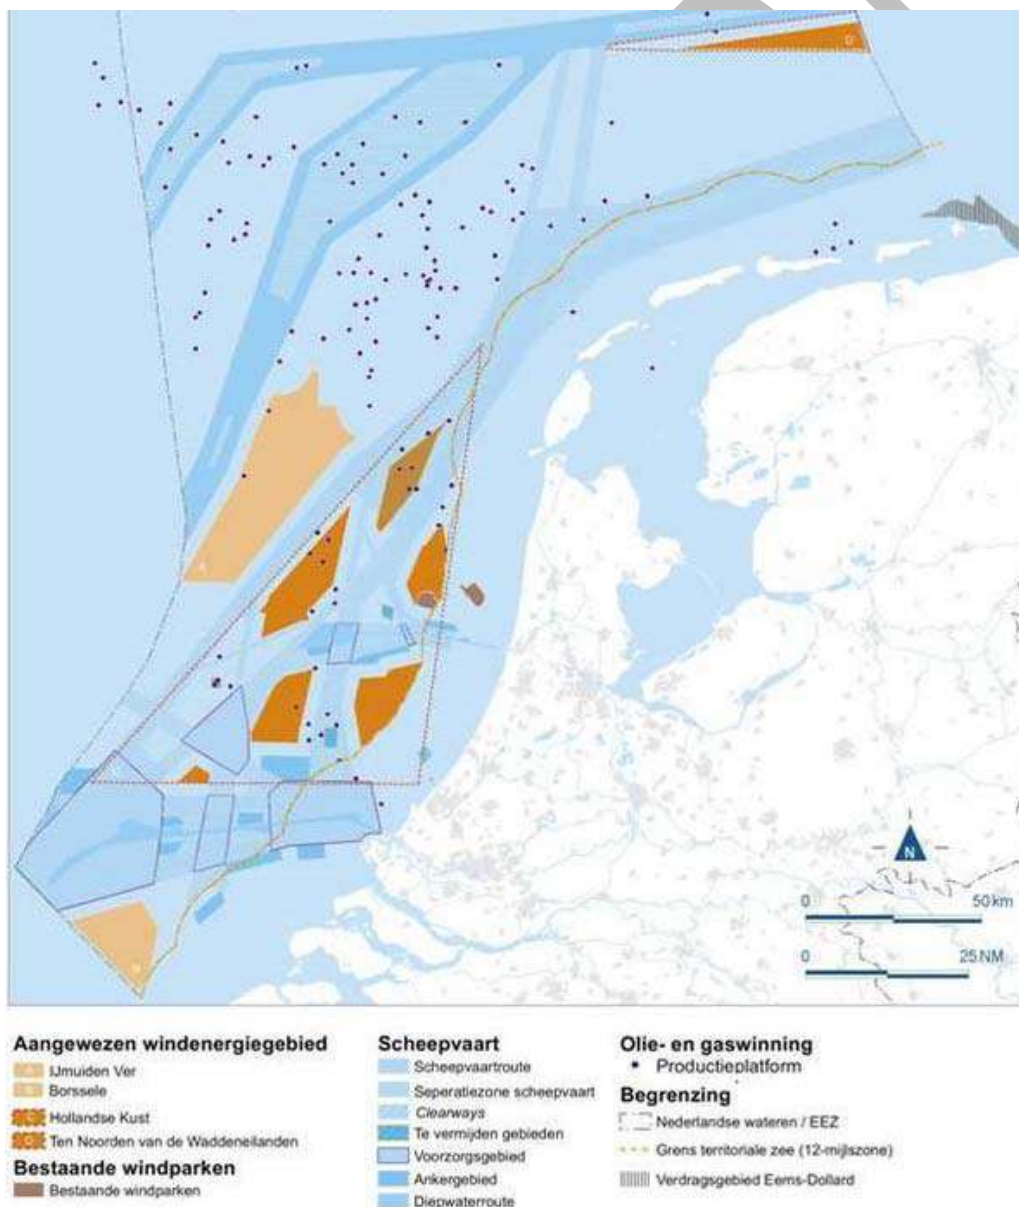 G
A
B
N
0 50 km
0 25 NM
Aangewezen windenergiegebied
A IJmuiden Ver
B Borssele
Hollandse Kust
Ten Noorden van de Waddeneilanden
Bestaande windparken
Bestaande windparken
Scheepvaart
Scheepvaartroute
Seperatiezone scheepvaart
Clearways
Te vermijden gebieden
Voorzorgsgebied
Ankergebied
Diepwaterroute
Olie- en gaswinning
Productieplatform
Begrenzing
Nederlandse wateren / EEZ
Grens territoriale zee (12-mijlszone)
Verdragsgebied Eems-Dollard